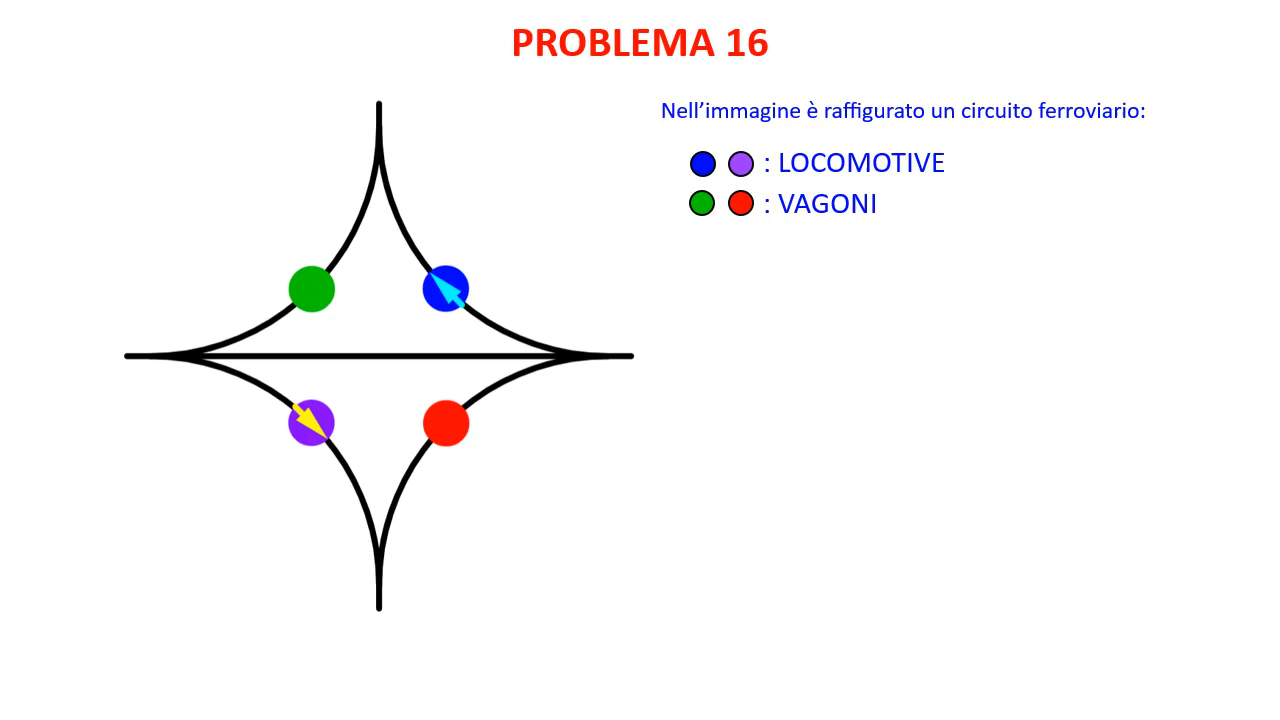 PROBLEMA 16
Nell’immagine è raffigurato un circuito ferroviario:
: LOCOMOTIVE
: VAGONI